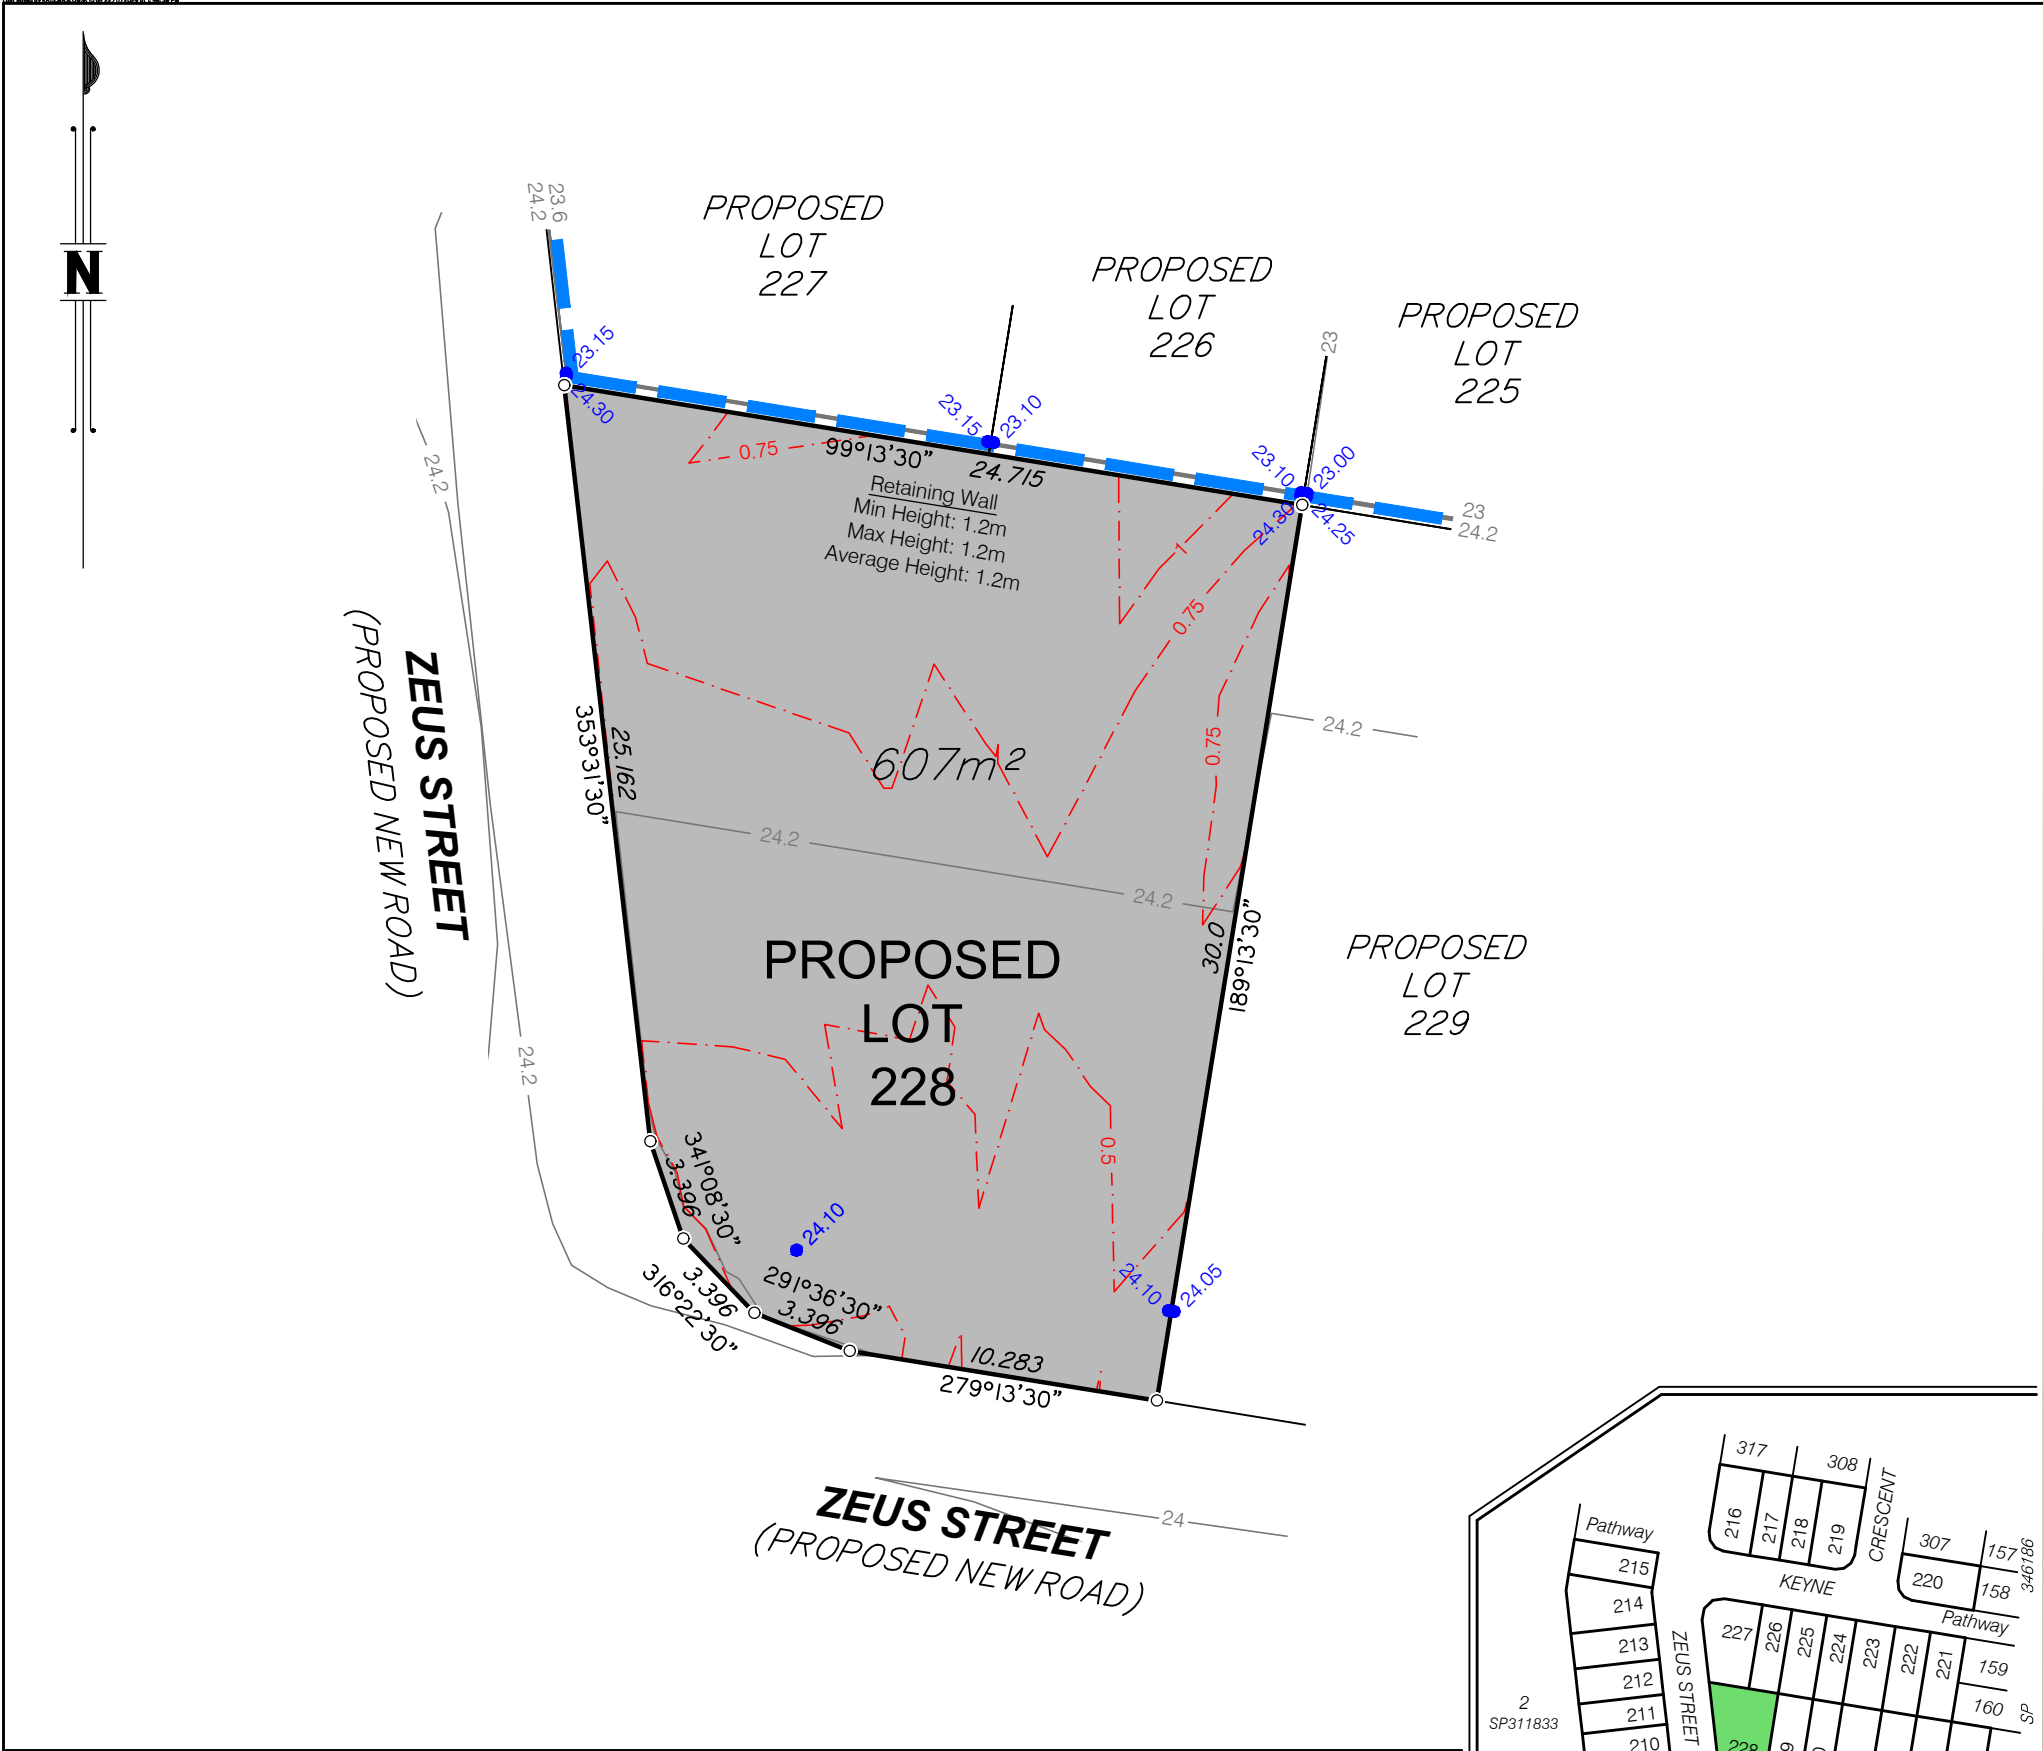 N
23.6
24.2
PROPOSED
LOT
227
PROPOSED
LOT
226
PROPOSED
LOT
225
23
23.15
24.30
23.15
23.10
23.10
23.00
24.30
24.25
23
24.2
0.75
99°13'30"
24.715
Retaining Wall
Min Height: 1.2m
Max Height: 1.2m
Average Height: 1.2m
1
0.75
0.75
24.2
24.2
ZEUS STREET
(PROPOSED NEW ROAD)
353°31'30"
25.162
607m²
24.2
24.2
30.0
189°13'30"
PROPOSED
LOT
228
PROPOSED
LOT
229
24.2
0.5
341°08'30"
3.396
24.10
316°22'30"
3.396
291°36'30"
3.396
24.10
24.05
10.283
279°13'30"
24
ZEUS STREET
(PROPOSED NEW ROAD)
317
308
216
217
218
219
CRESCENT
Pathway
215
214
213
212
211
210
KEYNE
307
157
220
158
346186
Pathway
227
226
225
224
223
222
221
159
160
SP
ZEUS STREET
2
SP311833
228